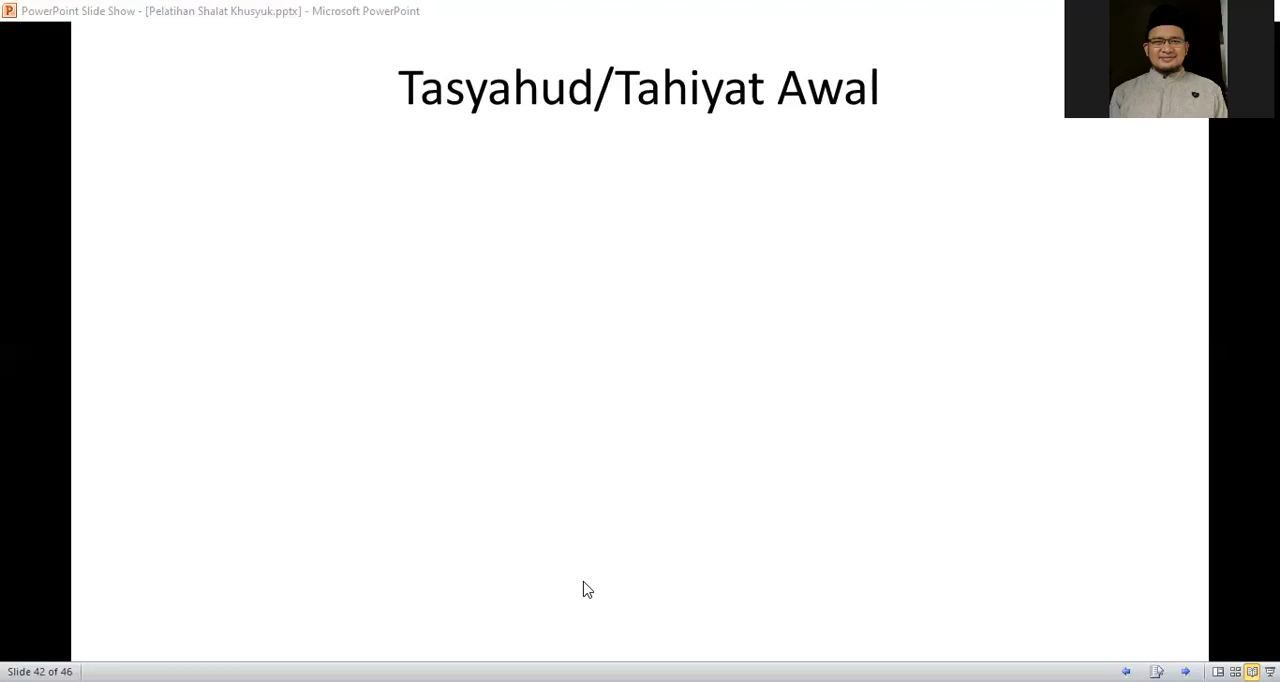 PowerPoint Slide Show - [Pelatihan Shalat Khusyuk.pptx] - Microsoft PowerPoint
Tasyahud/Tahiyat Awal
Slide 42 of 46